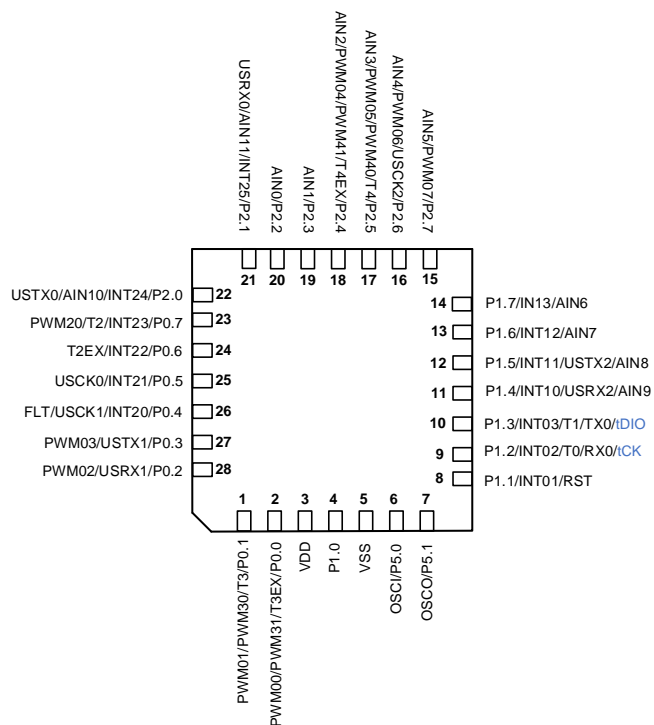 USRX0/AIN11/INT25/P2.1
AIN0/P2.2
AIN1/P2.3
AIN2/PWM04/PWM41/T4EX/P2.4
AIN3/PWM05/PWM40/T4/P2.5
AIN4/PWM06/USCK2/P2.6
AIN5/PWM07/P2.7
21 20 19 18 17 16 15
USTX0/AIN10/INT24/P2.0 22
PWM20/T2/INT23/P0.7 23
T2EX/INT22/P0.6 24
USCK0/INT21/P0.5 25
FLT/USCK1/INT20/P0.4 26
PWM03/USTX1/P0.3 27
PWM02/USRX1/P0.2 28
14 P1.7/IN13/AIN6
13 P1.6/INT12/AIN7
12 P1.5/INT11/USTX2/AIN8
11 P1.4/INT10/USRX2/AIN9
10 P1.3/INT03/T1/TX0/tDIO
9 P1.2/INT02/T0/RX0/tCK
8 P1.1/INT01/RST
1 2 3 4 5 6 7
PWM01/PWM30/T3/P0.1
PWM00/PWM31/T3EX/P0.0
VDD
P1.0
VSS
OSCI/P5.0
OSCO/P5.1